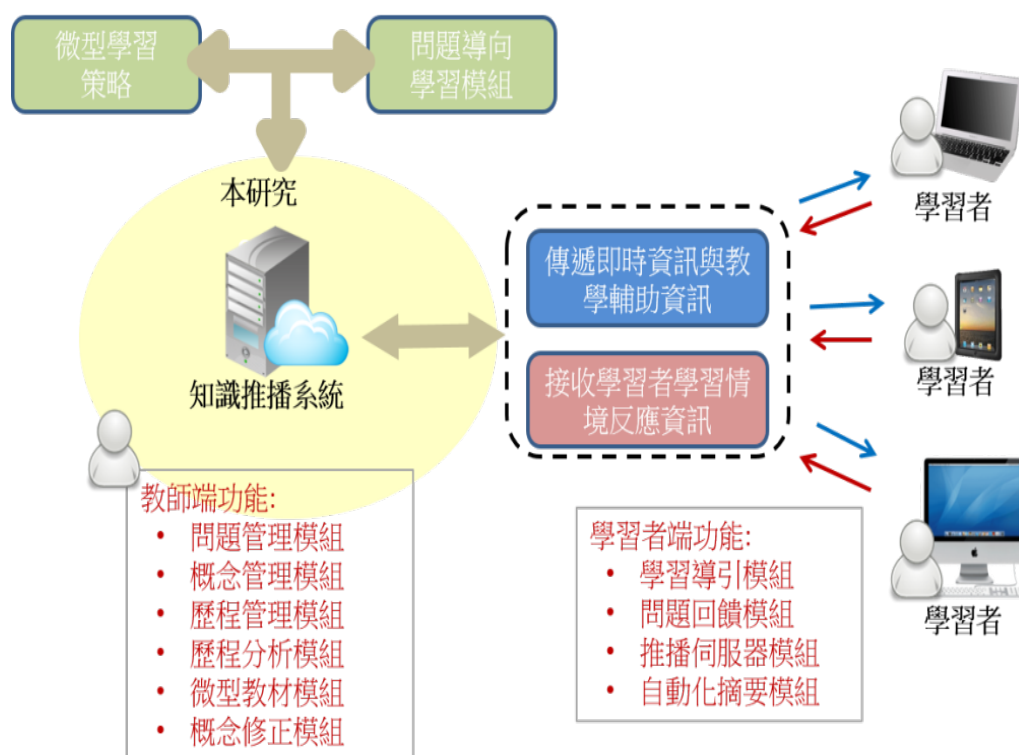 微型學習
策略
問題導向
學習模組
本研究
知識推播系統
傳遞即時資訊與教
學輔助資訊
接收學習者學習情
境反應資訊
學習者
學習者
學習者
教師端功能:
• 問題管理模組
• 概念管理模組
• 歷程管理模組
• 歷程分析模組
• 微型教材模組
• 概念修正模組
學習者端功能:
• 學習導引模組
• 問題回饋模組
• 推播伺服器模組
• 自動化摘要模組